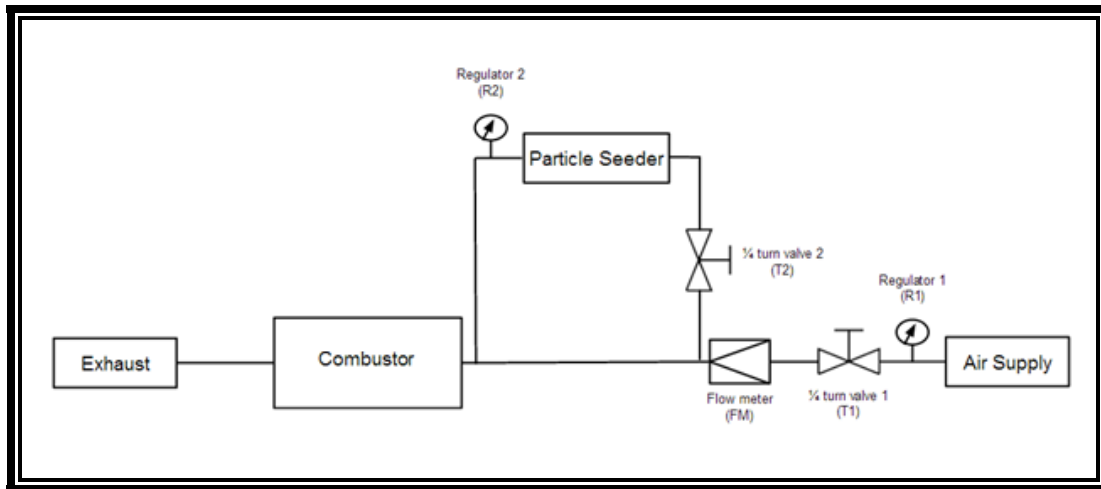 Regulator 2
(R2)
Particle Seeder
¼ turn valve 2
(T2)
Regulator 1
(R1)
Exhaust
Combustor
Air Supply
Flow meter
(FM)
¼ turn valve 1
(T1)